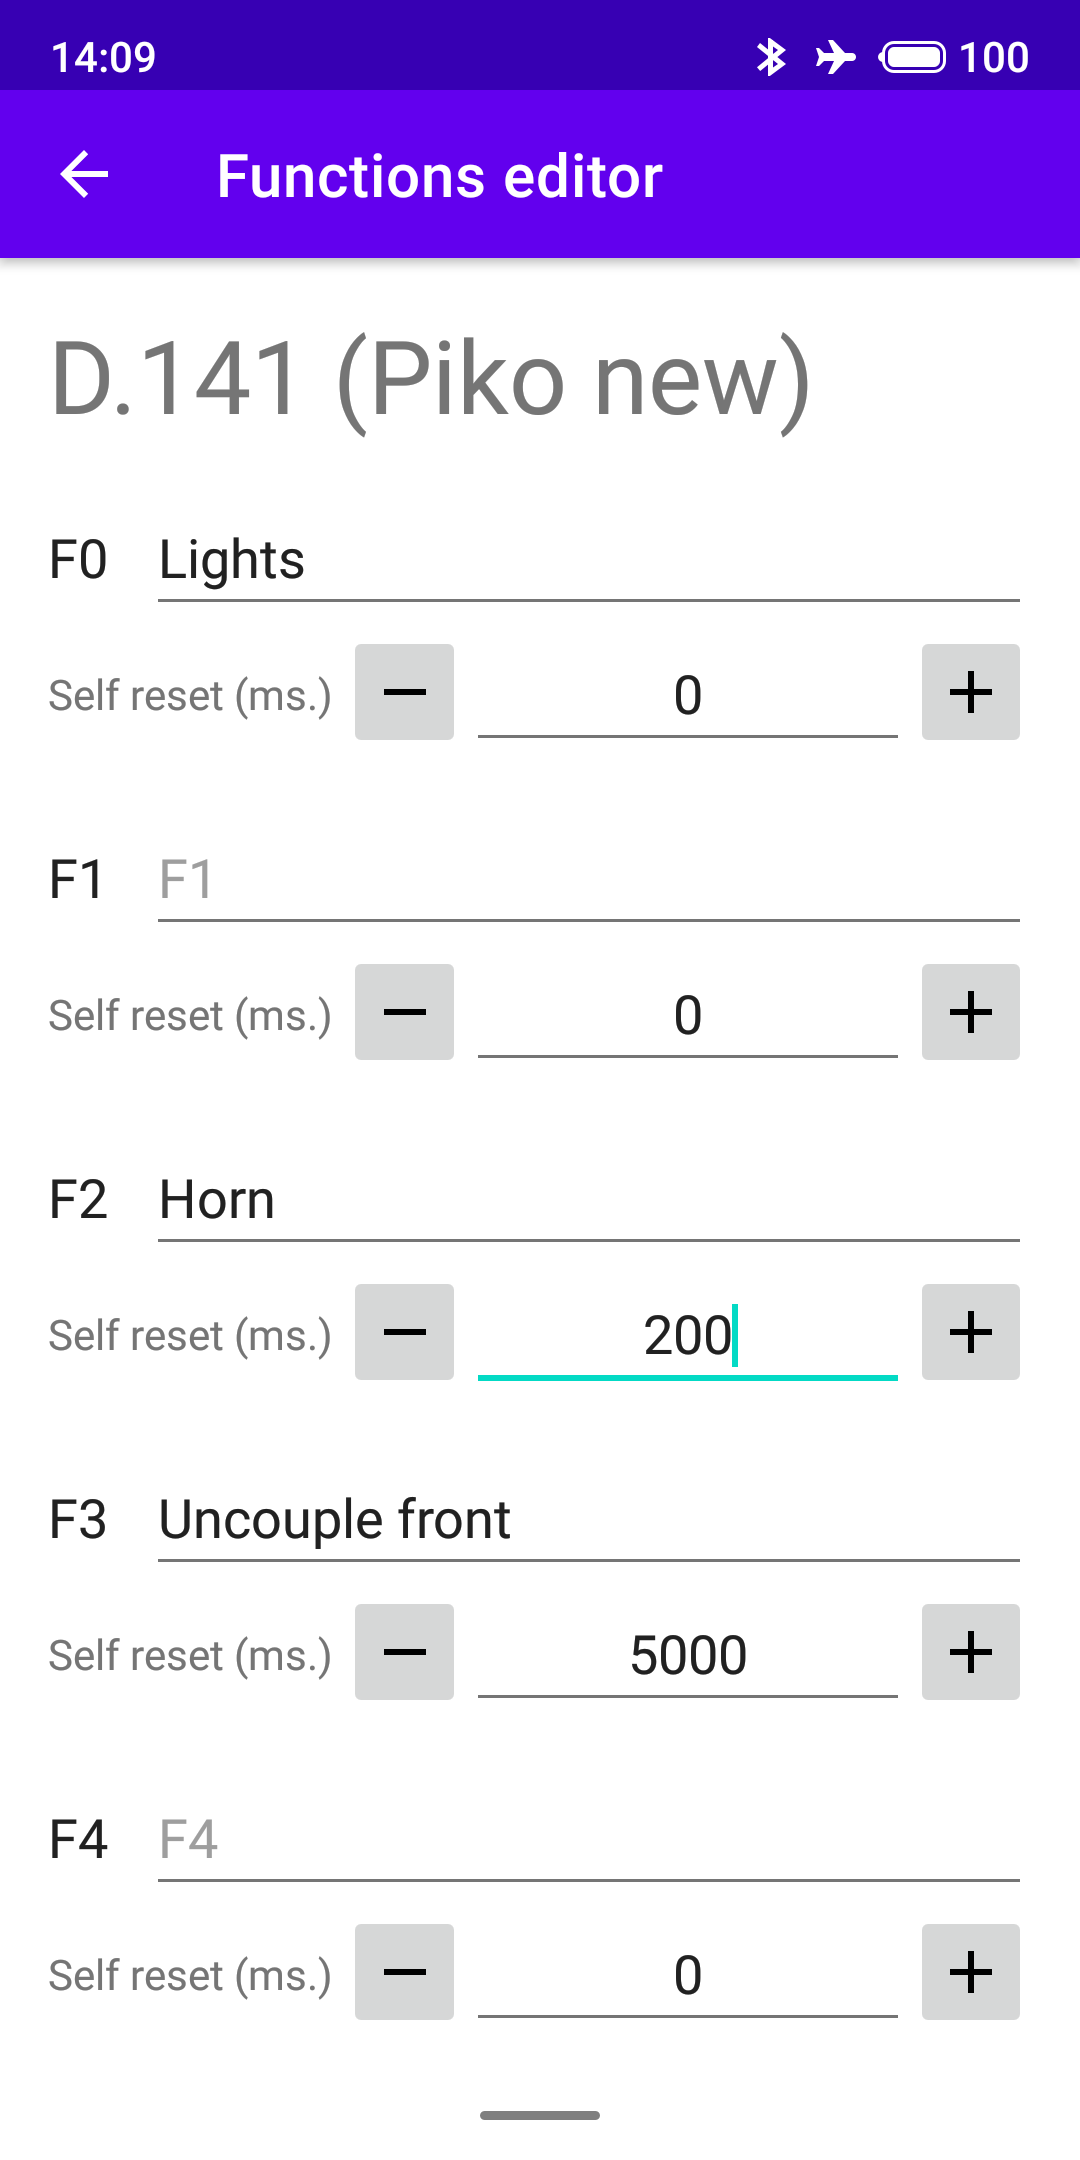 14:09 100
Functions editor
D.141 (Piko new)
F0 Lights
Self reset (ms.) − 0 +
F1 F1
Self reset (ms.) − 0 +
F2 Horn
Self reset (ms.) − 200 +
F3 Uncouple front
Self reset (ms.) − 5000 +
F4 F4
Self reset (ms.) − 0 +